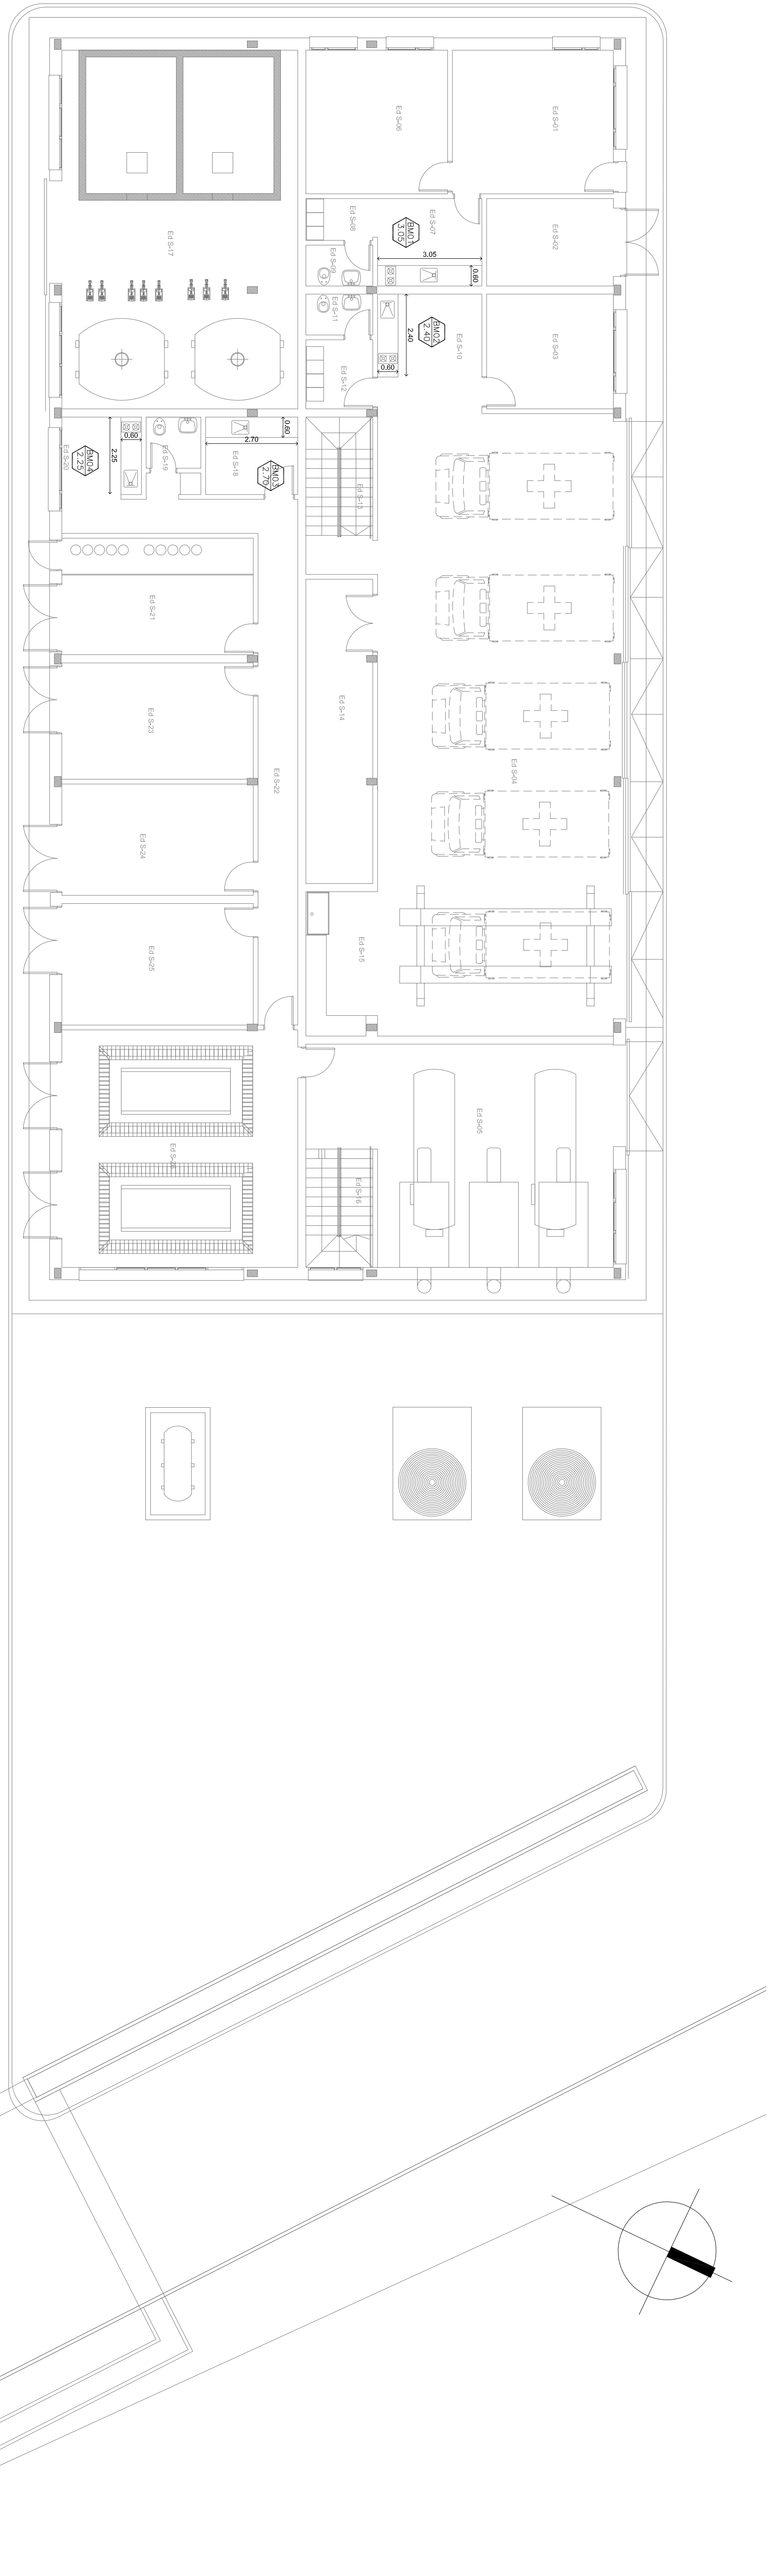 Ed S-06
Ed S-01
Ed S-08
Ed S-07
BM01
3.05
Ed S-02
Ed S-17
Ed S-09
3.05
0.60
Ed S-11
2.40
BM02
2.40
Ed S-10
Ed S-03
Ed S-12
0.60
0.60
0.60
2.70
Ed S-20
BM04
2.25
2.25
Ed S-19
Ed S-18
BM03
2.70
Ed S-13
Ed S-21
Ed S-23
Ed S-14
Ed S-22
Ed S-04
Ed S-24
Ed S-25
Ed S-15
Ed S-05
Ed S-16